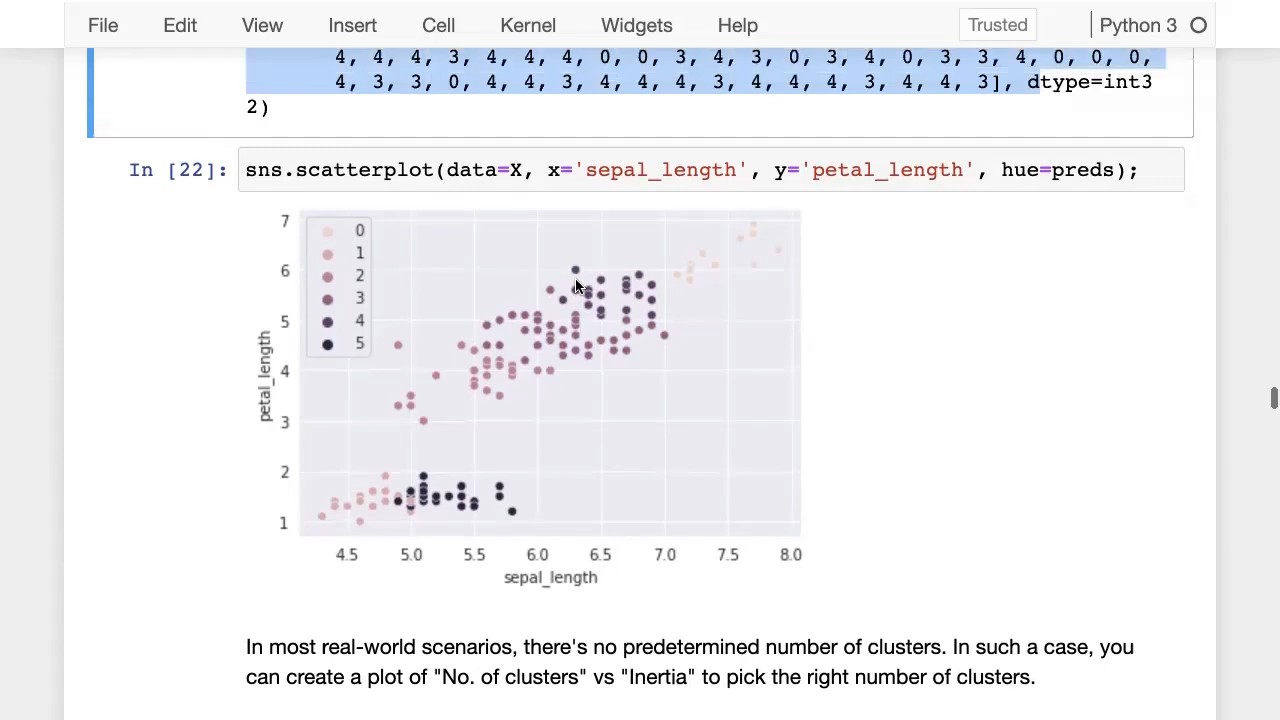 File Edit View Insert Cell Kernel Widgets Help Trusted Python 3
4, 4, 4, 3, 4, 4, 4, 0, 0, 3, 4, 3, 0, 3, 4, 0, 3, 3, 4, 0, 0, 0,
4, 3, 3, 0, 4, 4, 3, 4, 4, 4, 3, 4, 4, 4, 3, 4, 4, 3], dtype=int3
2)
In [22]: sns.scatterplot(data=X, x='sepal_length', y='petal_length', hue=preds);
7
6
5
4
3
2
1
petal_length
0
1
2
3
4
5
4.5 5.0 5.5 6.0 6.5 7.0 7.5 8.0
sepal_length
In most real-world scenarios, there's no predetermined number of clusters. In such a case, you
can create a plot of "No. of clusters" vs "Inertia" to pick the right number of clusters.